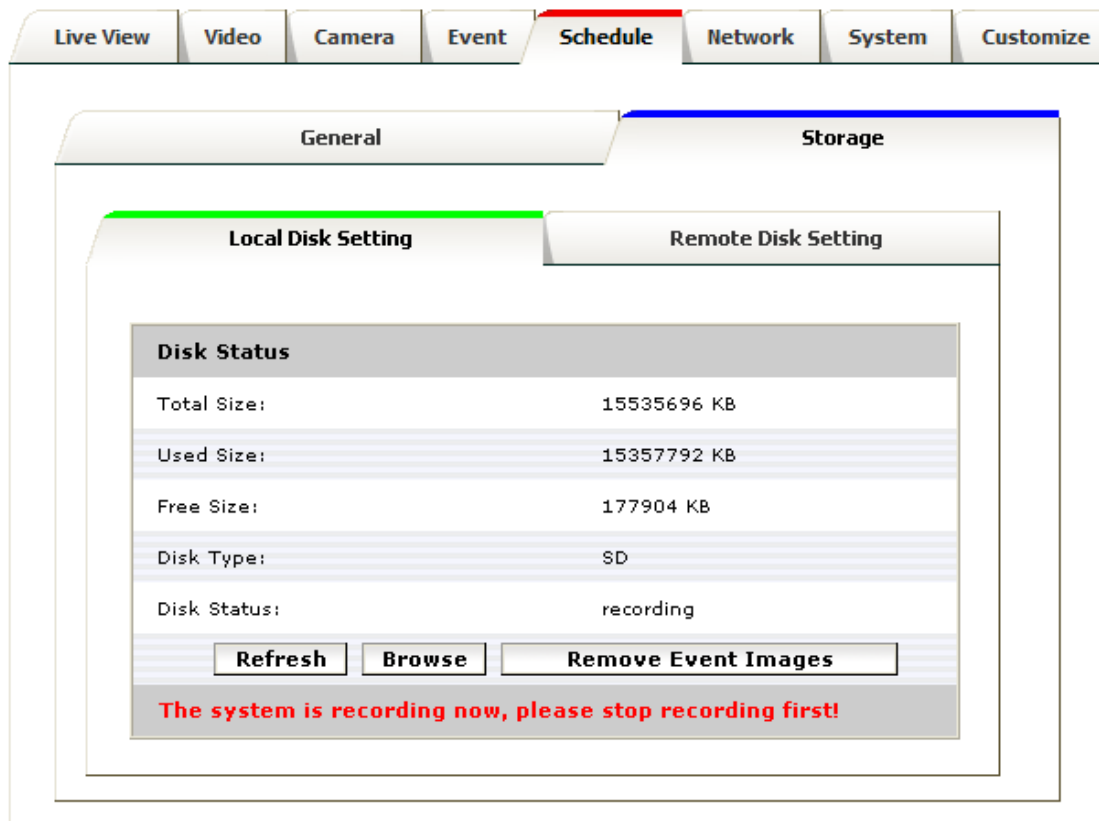 Live View Video Camera Event Schedule Network System Customize
General Storage
Local Disk Setting Remote Disk Setting
Disk Status
Total Size: 15535696 KB
Used Size: 15357792 KB
Free Size: 177904 KB
Disk Type: SD
Disk Status: recording
Refresh Browse Remove Event Images
The system is recording now, please stop recording first!